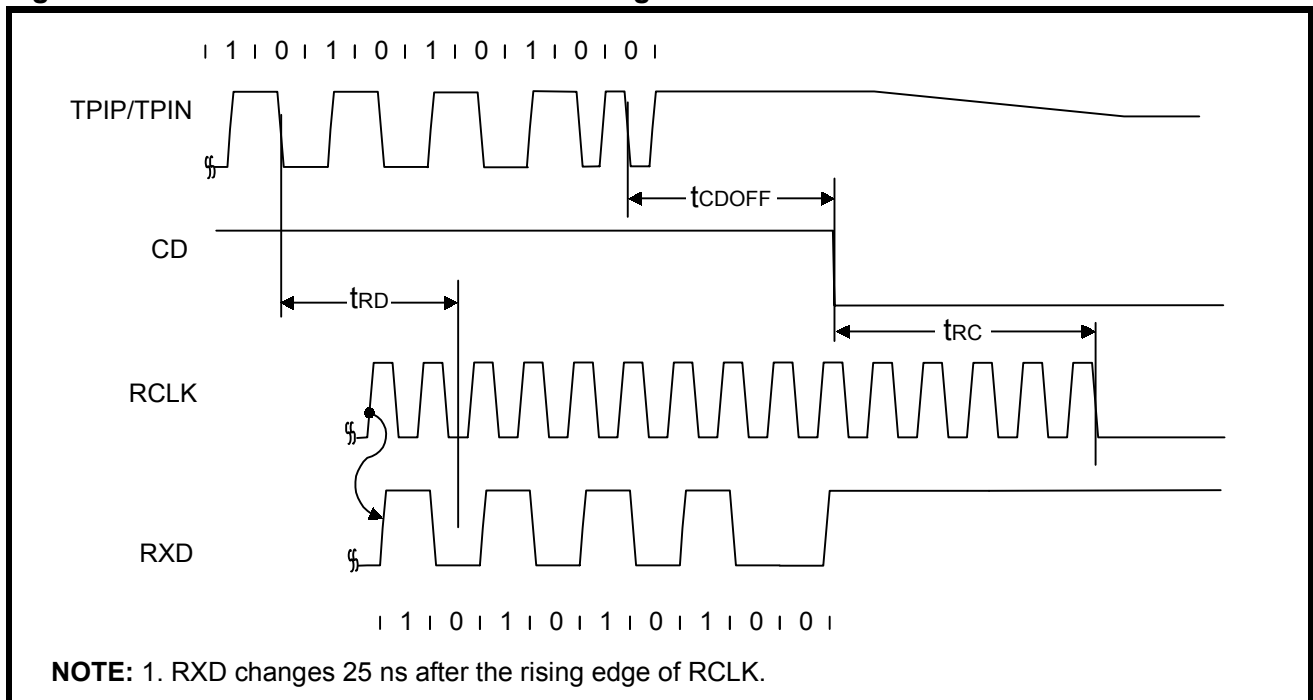 1 0 1 0 1 0 1 0 0
TPIP/TPIN
tCDOFF
CD
tRD
tRC
RCLK
RXD
1 0 1 0 1 0 1 0 0
NOTE: 1. RXD changes 25 ns after the rising edge of RCLK.